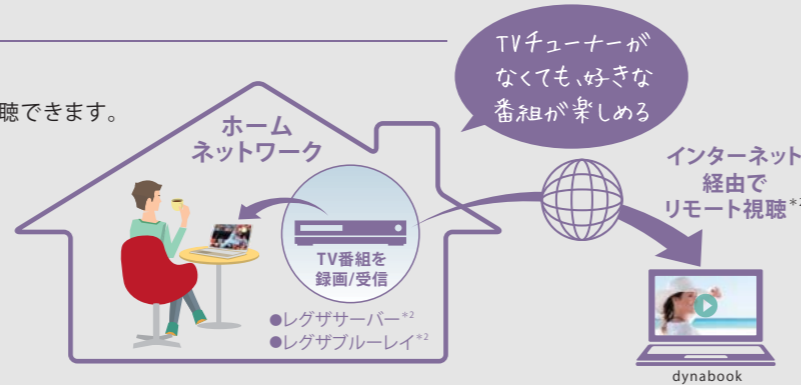 TVチューナーが
なくても、好きな
番組が楽しめる
聴できます。
ホーム
ネットワーク
インターネット
経由で
リモート視聴*2
TV番組を
録画/受信
●レグザサーバー*2
●レグザブルーレイ*2
dynabook